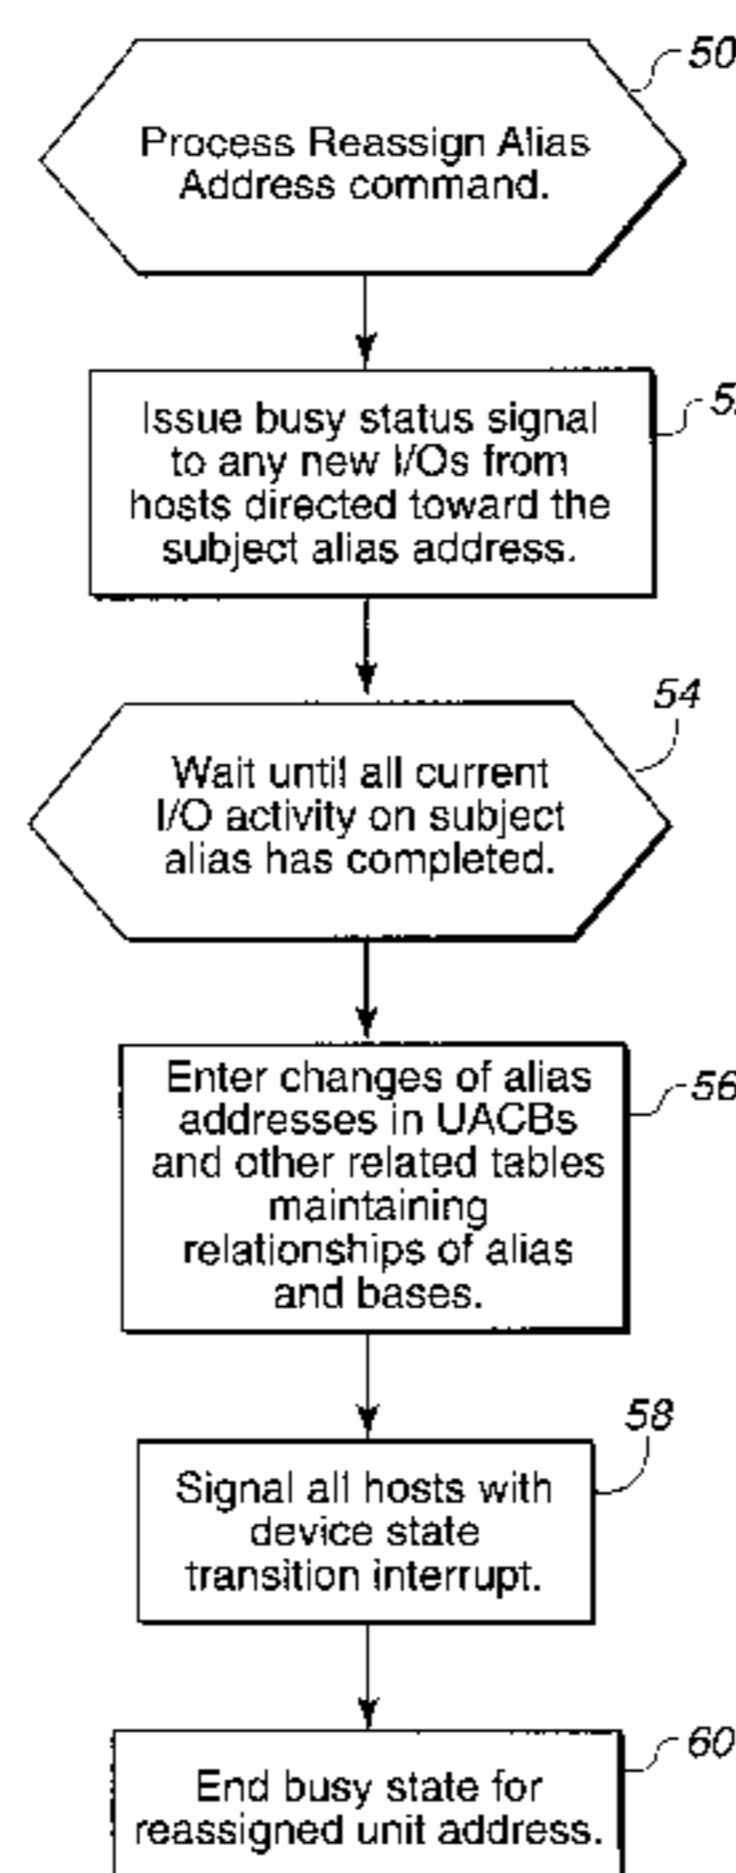 50
Process Reassign Alias
Address command.
Issue busy status signal
to any new I/Os from
hosts directed toward the
subject alias address.
54
Wait until all current
I/O activity on subject
alias has completed.
56
Enter changes of alias
addresses in UACBs
and other related tables
maintaining
relationships of alias
and bases.
58
Signal all hosts with
device state
transition interrupt.
60
End busy state for
reassigned unit address.